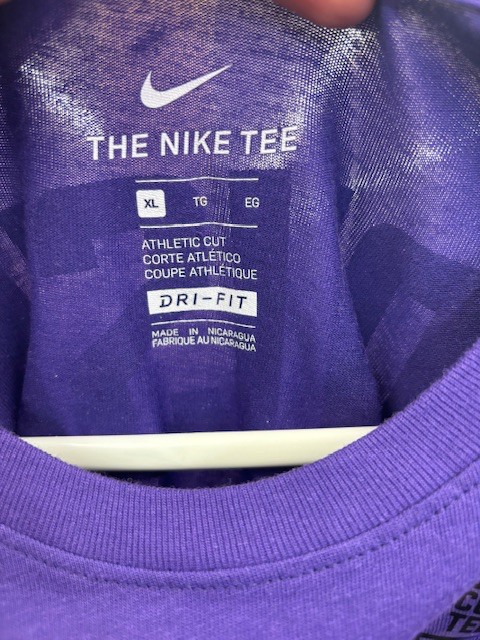 THE NIKE TEE
XL TG EG
ATHLETIC CUT
CORTE ATLÉTICO
COUPE ATHLÉTIQUE
DRI-FIT
MADE IN NICARAGUA
FABRIQUE AU NICARAGUA